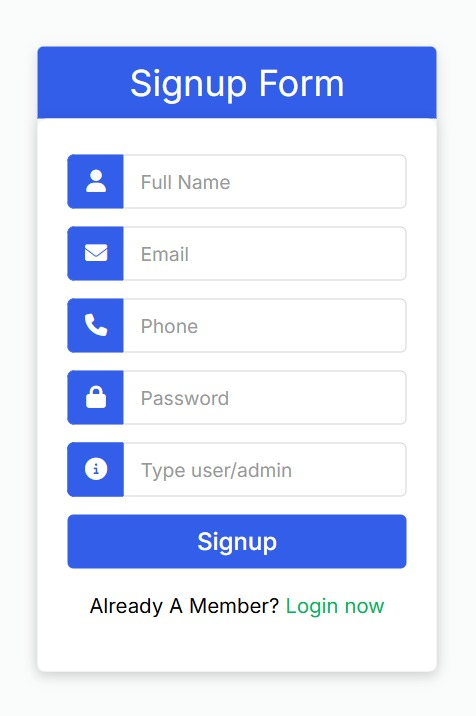 Signup Form
Full Name
Email
Phone
Password
Type user/admin
Signup
Already A Member? Login now